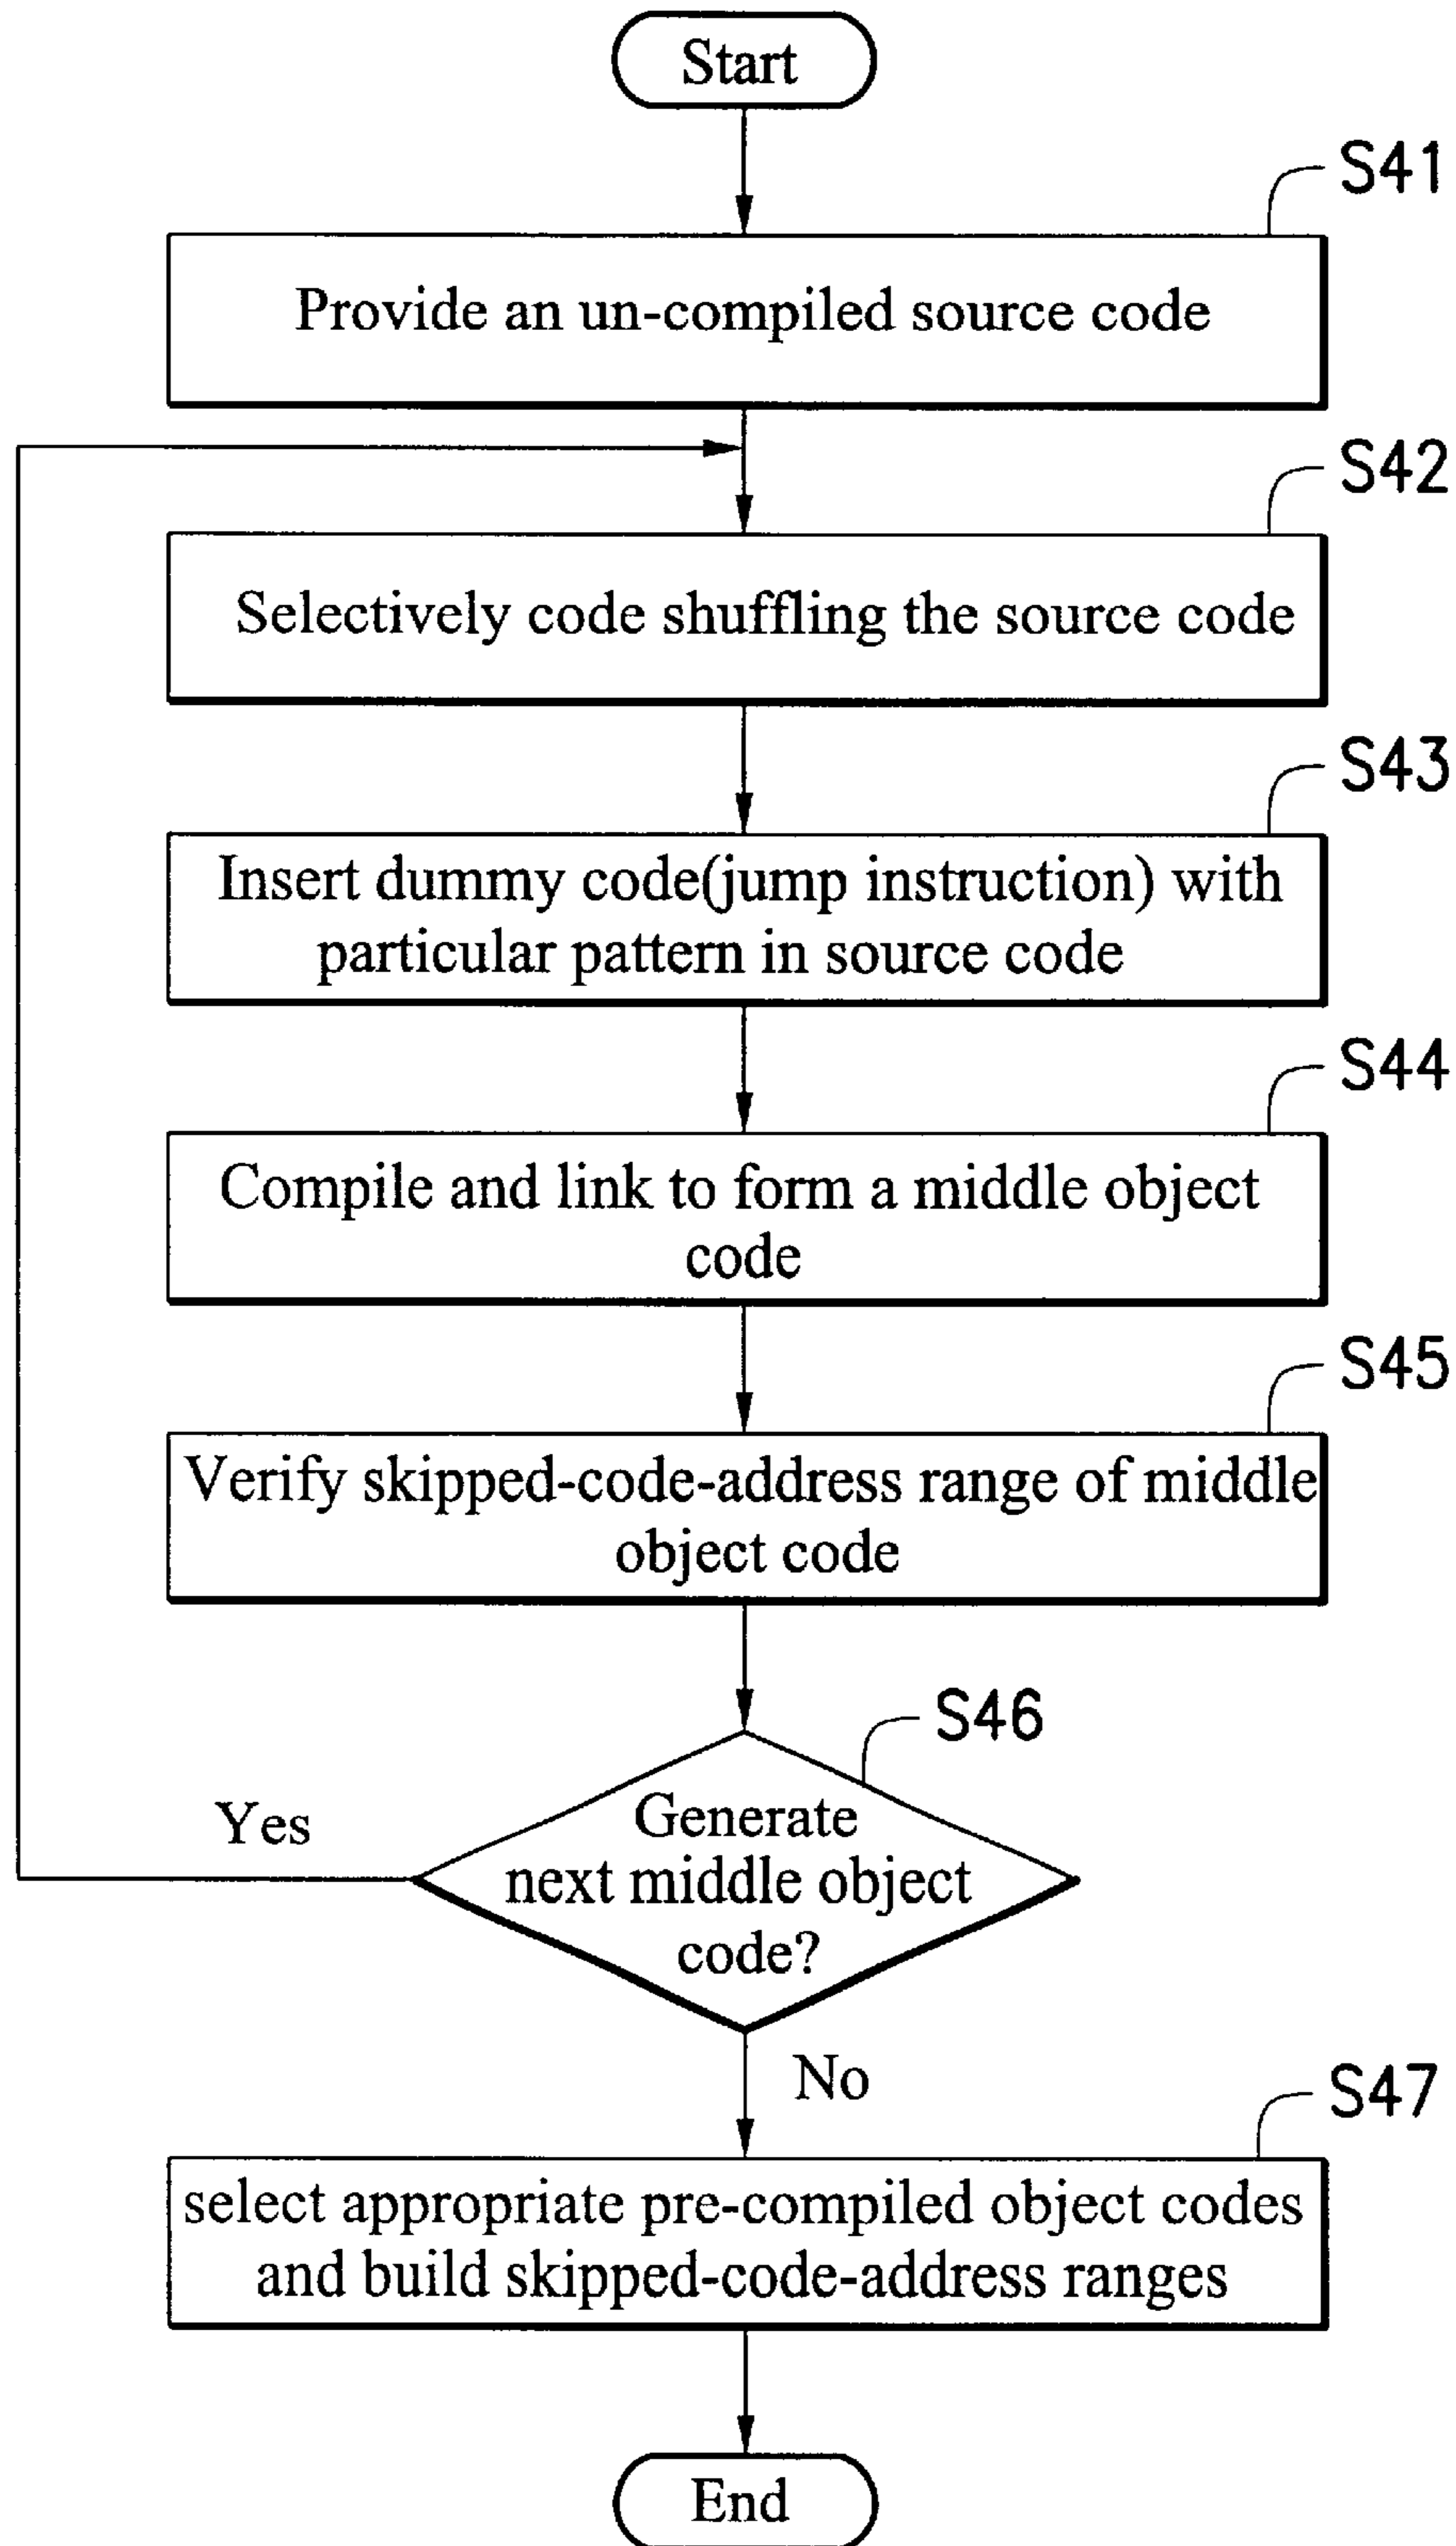 Start
S41
Provide an un-compiled source code
S42
Selectively code shuffling the source code
S43
Insert dummy code(jump instruction) with
particular pattern in source code
S44
Compile and link to form a middle object
code
S45
Verify skipped-code-address range of middle
object code
S46
Generate
next middle object
code?
Yes
No
S47
select appropriate pre-compiled object codes
and build skipped-code-address ranges
End